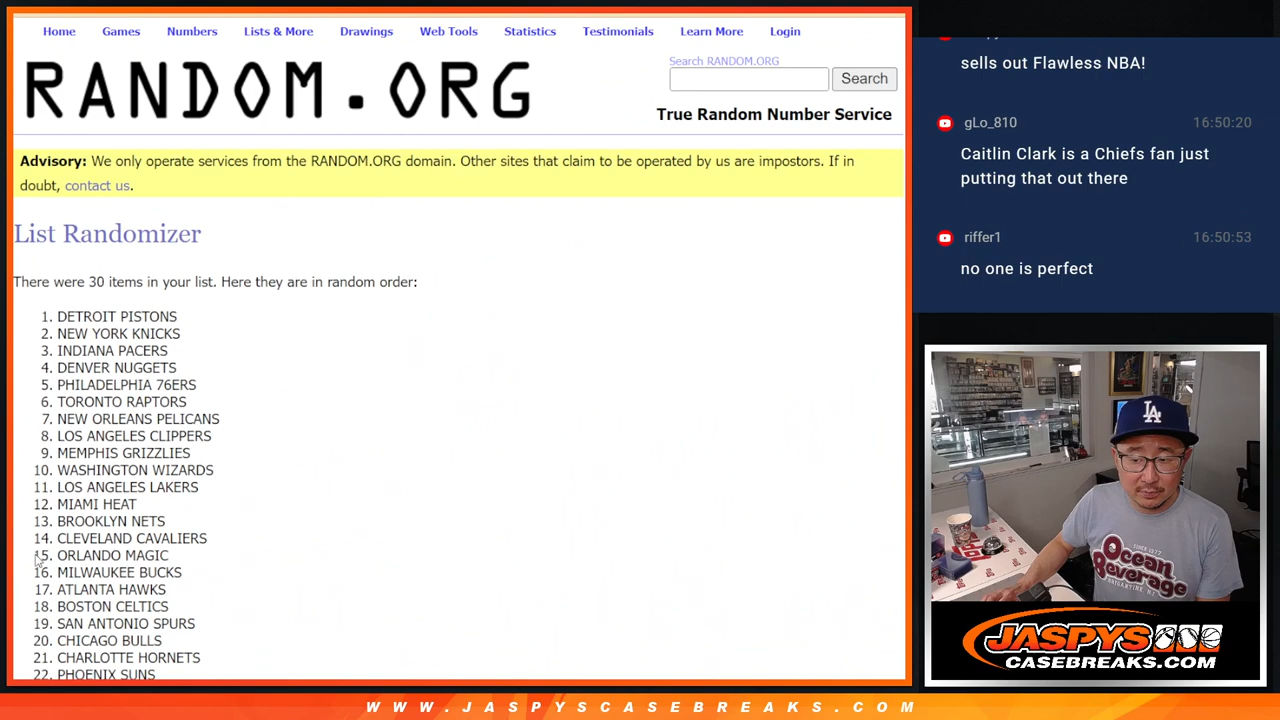 Home Games Numbers Lists & More Drawings Web Tools Statistics Testimonials Learn More Login
RANDOM.ORG
Search RANDOM.ORG
Search
True Random Number Service
Advisory: We only operate services from the RANDOM.ORG domain. Other sites that claim to be operated by us are impostors. If in
doubt, contact us.
List Randomizer
There were 30 items in your list. Here they are in random order:
1. DETROIT PISTONS
2. NEW YORK KNICKS
3. INDIANA PACERS
4. DENVER NUGGETS
5. PHILADELPHIA 76ERS
6. TORONTO RAPTORS
7. NEW ORLEANS PELICANS
8. LOS ANGELES CLIPPERS
9. MEMPHIS GRIZZLIES
10. WASHINGTON WIZARDS
11. LOS ANGELES LAKERS
12. MIAMI HEAT
13. BROOKLYN NETS
14. CLEVELAND CAVALIERS
15. ORLANDO MAGIC
16. MILWAUKEE BUCKS
17. ATLANTA HAWKS
18. BOSTON CELTICS
19. SAN ANTONIO SPURS
20. CHICAGO BULLS
21. CHARLOTTE HORNETS
22. PHOENIX SUNS
sells out Flawless NBA!
gLo_810 16:50:20
Caitlin Clark is a Chiefs fan just
putting that out there
riffer1 16:50:53
no one is perfect
LA
Ocean
Beverage
JASPYS
CASEBREAKS.COM
WWW.JASPYSCASEBREAKS.COM